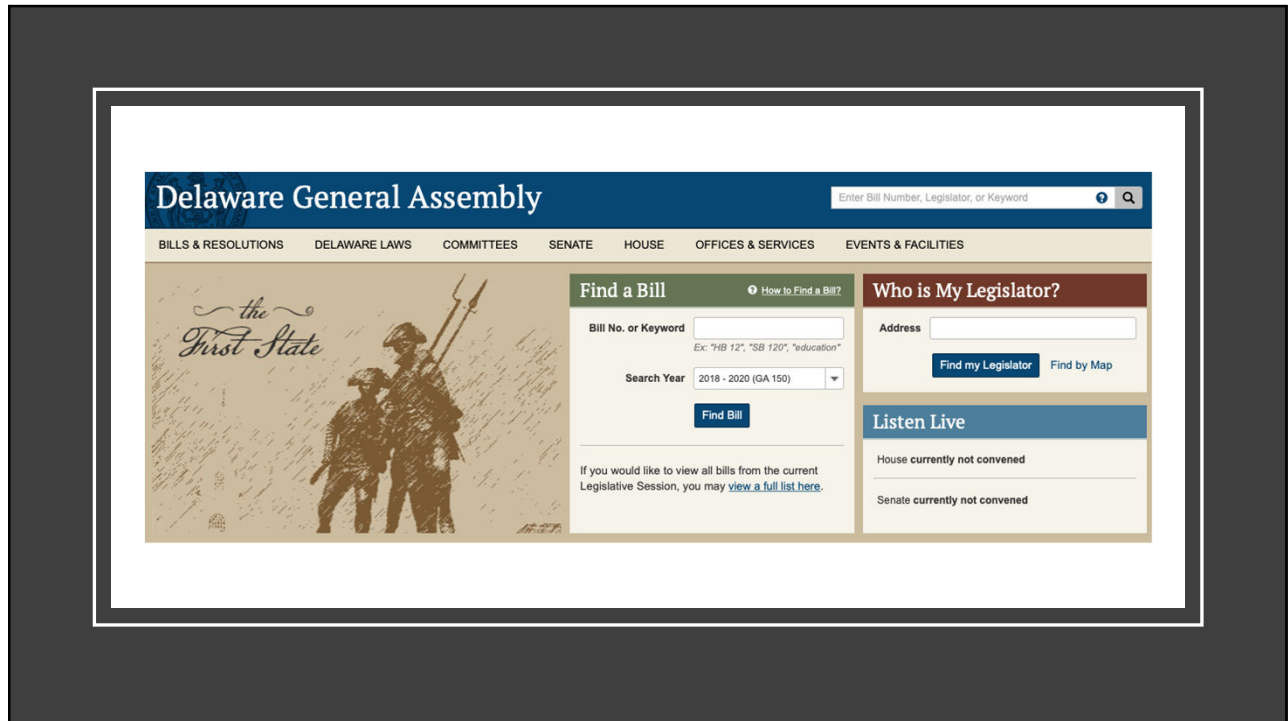 Delaware General Assembly
Enter Bill Number, Legislator, or Keyword
BILLS & RESOLUTIONS DELAWARE LAWS COMMITTEES SENATE HOUSE OFFICES & SERVICES EVENTS & FACILITIES
the
First State
Find a Bill
? How to Find a Bill?
Bill No. or Keyword
Ex: "HB 12", "SB 120", "education"
Search Year 2018 - 2020 (GA 150)
Find Bill
If you would like to view all bills from the current
Legislative Session, you may view a full list here.
Who is My Legislator?
Address
Find my Legislator Find by Map
Listen Live
House currently not convened
Senate currently not convened